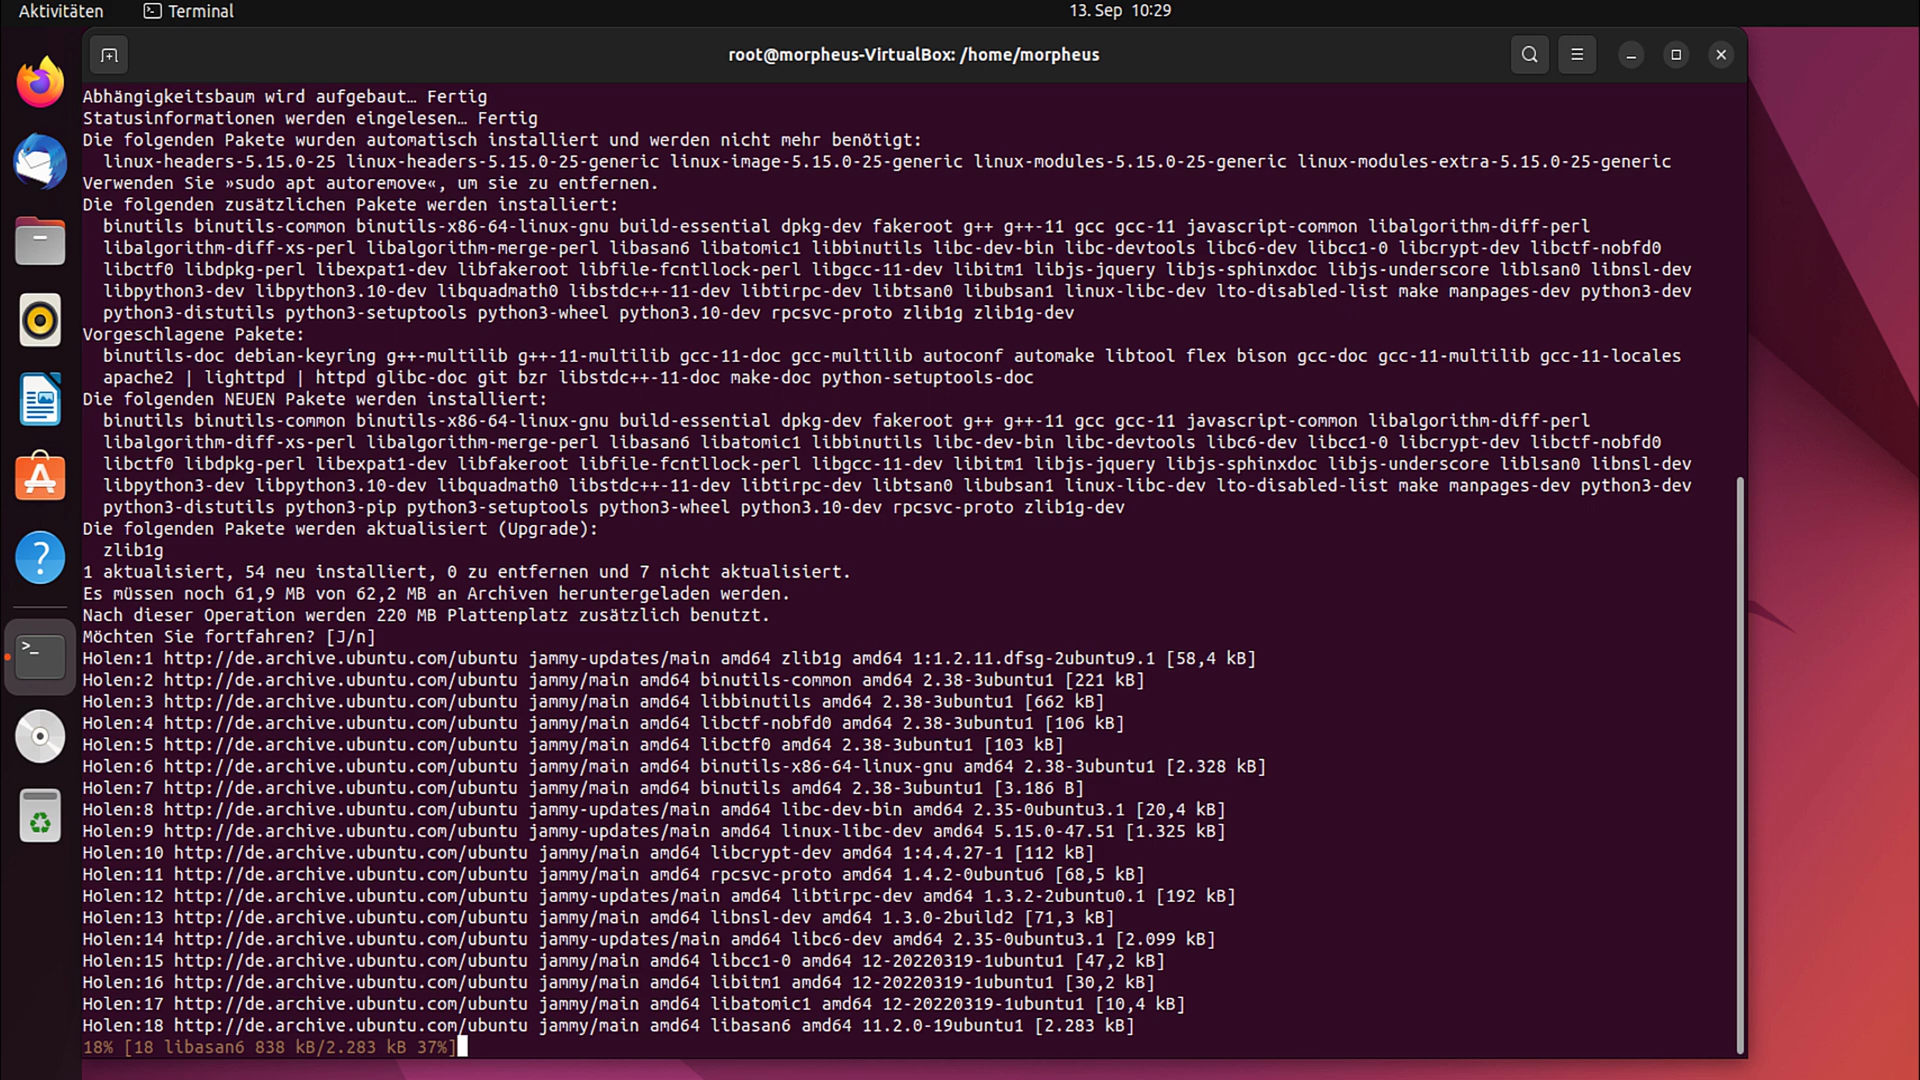 Aktivitäten Terminal 13. Sep 10:29
root@morpheus-VirtualBox: /home/morpheus
Abhängigkeitsbaum wird aufgebaut… Fertig
Statusinformationen werden eingelesen… Fertig
Die folgenden Pakete wurden automatisch installiert und werden nicht mehr benötigt:
linux-headers-5.15.0-25 linux-headers-5.15.0-25-generic linux-image-5.15.0-25-generic linux-modules-5.15.0-25-generic linux-modules-extra-5.15.0-25-generic
Verwenden Sie »sudo apt autoremove«, um sie zu entfernen.
Die folgenden zusätzlichen Pakete werden installiert:
binutils binutils-common binutils-x86-64-linux-gnu build-essential dpkg-dev fakeroot g++ g++-11 gcc gcc-11 javascript-common libalgorithm-diff-perl
libalgorithm-diff-xs-perl libalgorithm-merge-perl libasan6 libatomic1 libbinutils libc-dev-bin libc-devtools libc6-dev libcc1-0 libcrypt-dev libctf-nobfd0
libctf0 libdpkg-perl libexpat1-dev libfakeroot libfile-fcntllock-perl libgcc-11-dev libitm1 libjs-jquery libjs-sphinxdoc libjs-underscore liblsan0 libnsl-dev
libpython3-dev libpython3.10-dev libquadmath0 libstdc++-11-dev libtirpc-dev libtsan0 libubsan1 linux-libc-dev lto-disabled-list make manpages-dev python3-dev
python3-distutils python3-setuptools python3-wheel python3.10-dev rpcsvc-proto zlib1g zlib1g-dev
Vorgeschlagene Pakete:
binutils-doc debian-keyring g++-multilib g++-11-multilib gcc-11-doc gcc-multilib autoconf automake libtool flex bison gcc-doc gcc-11-multilib gcc-11-locales
apache2 | lighttpd | httpd glibc-doc git bzr libstdc++-11-doc make-doc python-setuptools-doc
Die folgenden NEUEN Pakete werden installiert:
binutils binutils-common binutils-x86-64-linux-gnu build-essential dpkg-dev fakeroot g++ g++-11 gcc gcc-11 javascript-common libalgorithm-diff-perl
libalgorithm-diff-xs-perl libalgorithm-merge-perl libasan6 libatomic1 libbinutils libc-dev-bin libc-devtools libc6-dev libcc1-0 libcrypt-dev libctf-nobfd0
libctf0 libdpkg-perl libexpat1-dev libfakeroot libfile-fcntllock-perl libgcc-11-dev libitm1 libjs-jquery libjs-sphinxdoc libjs-underscore liblsan0 libnsl-dev
libpython3-dev libpython3.10-dev libquadmath0 libstdc++-11-dev libtirpc-dev libtsan0 libubsan1 linux-libc-dev lto-disabled-list make manpages-dev python3-dev
python3-distutils python3-pip python3-setuptools python3-wheel python3.10-dev rpcsvc-proto zlib1g-dev
Die folgenden Pakete werden aktualisiert (Upgrade):
zlib1g
1 aktualisiert, 54 neu installiert, 0 zu entfernen und 7 nicht aktualisiert.
Es müssen noch 61,9 MB von 62,2 MB an Archiven heruntergeladen werden.
Nach dieser Operation werden 220 MB Plattenplatz zusätzlich benutzt.
Möchten Sie fortfahren? [J/n]
Holen:1 http://de.archive.ubuntu.com/ubuntu jammy-updates/main amd64 zlib1g amd64 1:1.2.11.dfsg-2ubuntu9.1 [58,4 kB]
Holen:2 http://de.archive.ubuntu.com/ubuntu jammy/main amd64 binutils-common amd64 2.38-3ubuntu1 [221 kB]
Holen:3 http://de.archive.ubuntu.com/ubuntu jammy/main amd64 libbinutils amd64 2.38-3ubuntu1 [662 kB]
Holen:4 http://de.archive.ubuntu.com/ubuntu jammy/main amd64 libctf-nobfd0 amd64 2.38-3ubuntu1 [106 kB]
Holen:5 http://de.archive.ubuntu.com/ubuntu jammy/main amd64 libctf0 amd64 2.38-3ubuntu1 [103 kB]
Holen:6 http://de.archive.ubuntu.com/ubuntu jammy/main amd64 binutils-x86-64-linux-gnu amd64 2.38-3ubuntu1 [2.328 kB]
Holen:7 http://de.archive.ubuntu.com/ubuntu jammy/main amd64 binutils amd64 2.38-3ubuntu1 [3.186 B]
Holen:8 http://de.archive.ubuntu.com/ubuntu jammy-updates/main amd64 libc-dev-bin amd64 2.35-0ubuntu3.1 [20,4 kB]
Holen:9 http://de.archive.ubuntu.com/ubuntu jammy-updates/main amd64 linux-libc-dev amd64 5.15.0-47.51 [1.325 kB]
Holen:10 http://de.archive.ubuntu.com/ubuntu jammy/main amd64 libcrypt-dev amd64 1:4.4.27-1 [112 kB]
Holen:11 http://de.archive.ubuntu.com/ubuntu jammy/main amd64 rpcsvc-proto amd64 1.4.2-0ubuntu6 [68,5 kB]
Holen:12 http://de.archive.ubuntu.com/ubuntu jammy-updates/main amd64 libtirpc-dev amd64 1.3.2-2ubuntu0.1 [192 kB]
Holen:13 http://de.archive.ubuntu.com/ubuntu jammy/main amd64 libnsl-dev amd64 1.3.0-2build2 [71,3 kB]
Holen:14 http://de.archive.ubuntu.com/ubuntu jammy-updates/main amd64 libc6-dev amd64 2.35-0ubuntu3.1 [2.099 kB]
Holen:15 http://de.archive.ubuntu.com/ubuntu jammy/main amd64 libcc1-0 amd64 12-20220319-1ubuntu1 [47,2 kB]
Holen:16 http://de.archive.ubuntu.com/ubuntu jammy/main amd64 libitm1 amd64 12-20220319-1ubuntu1 [30,2 kB]
Holen:17 http://de.archive.ubuntu.com/ubuntu jammy/main amd64 libatomic1 amd64 12-20220319-1ubuntu1 [10,4 kB]
Holen:18 http://de.archive.ubuntu.com/ubuntu jammy/main amd64 libasan6 amd64 11.2.0-19ubuntu1 [2.283 kB]
18% [18 libasan6 838 kB/2.283 kB 37%]